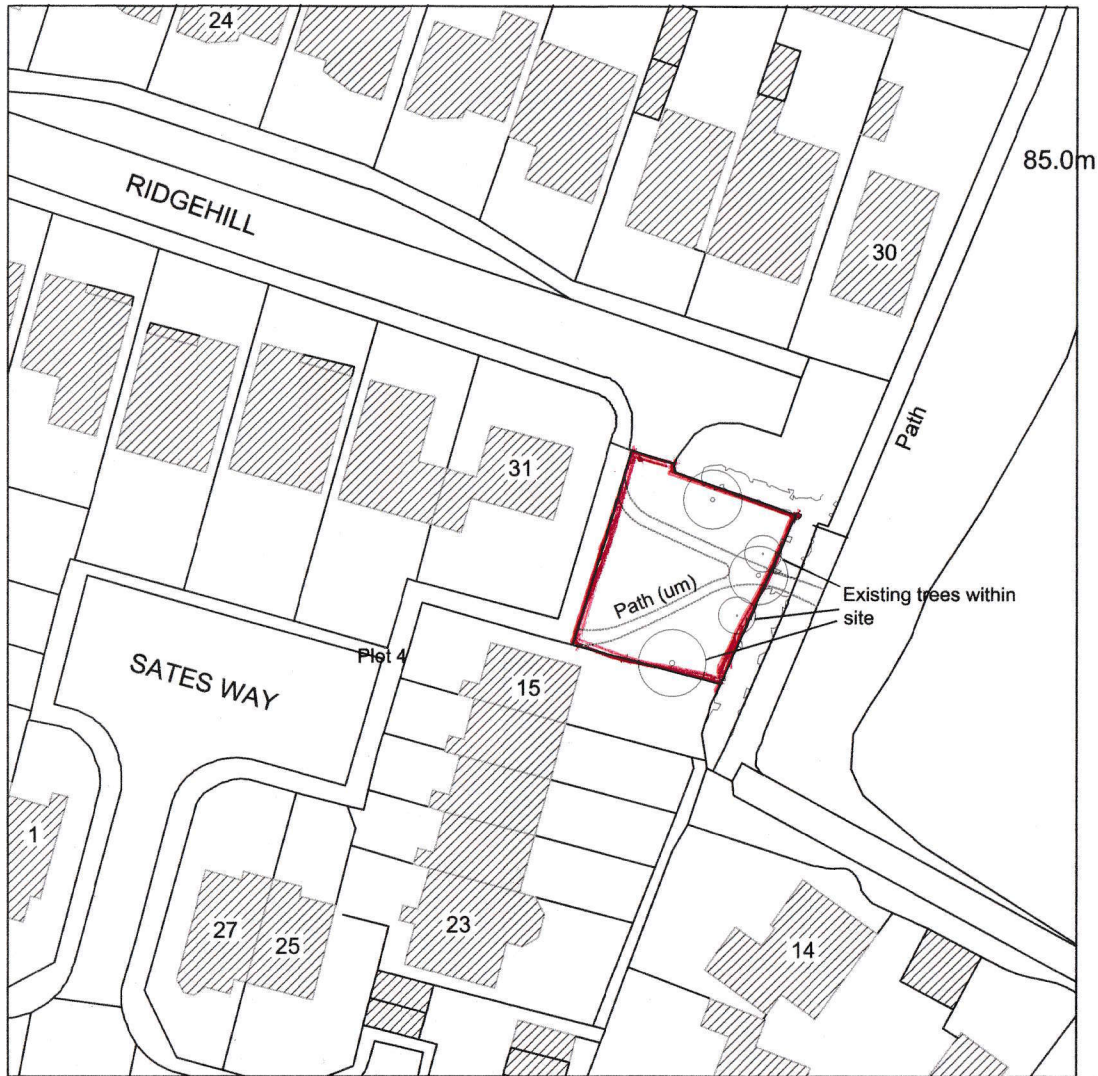 24
85.0m
RIDGEHILL
30
Path
31
Existing trees within
site
Path (um)
Plot 4
15
SATES WAY
1
27
25
23
14